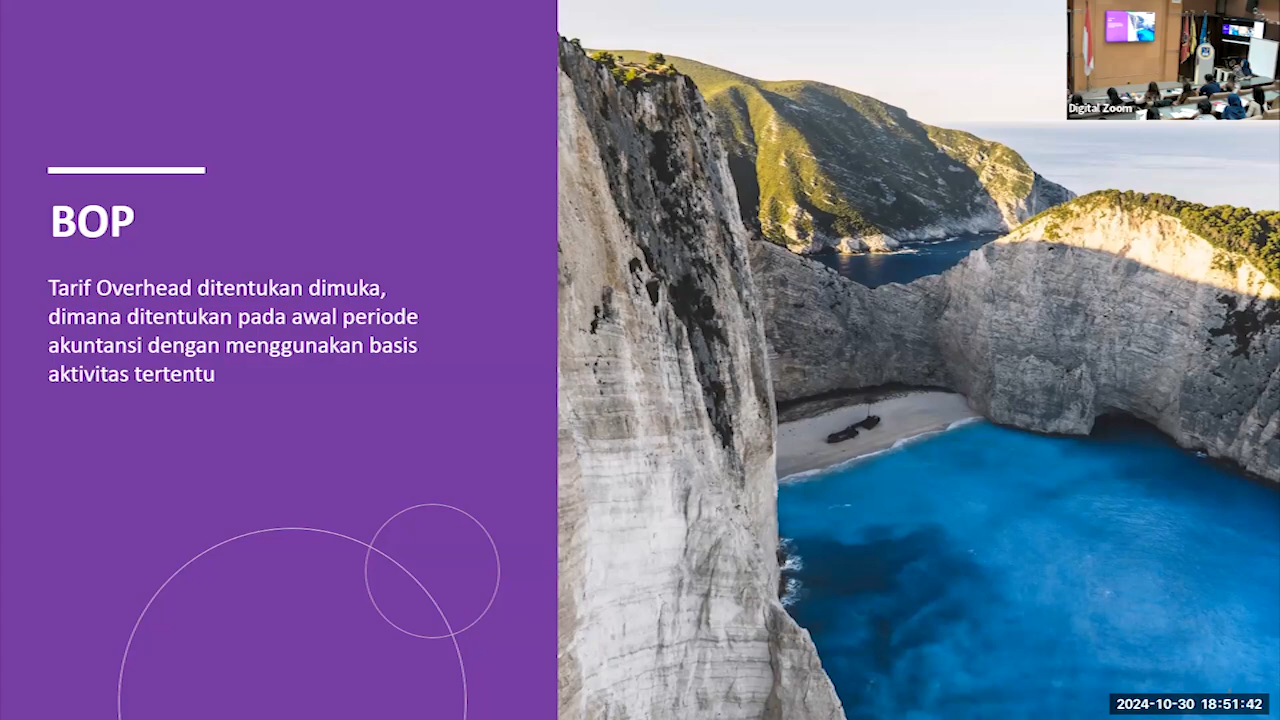 BOP
Tarif Overhead ditentukan dimuka,
dimana ditentukan pada awal periode
akuntansi dengan menggunakan basis
aktivitas tertentu
Digital Zoom
2024-10-30 18:51:42